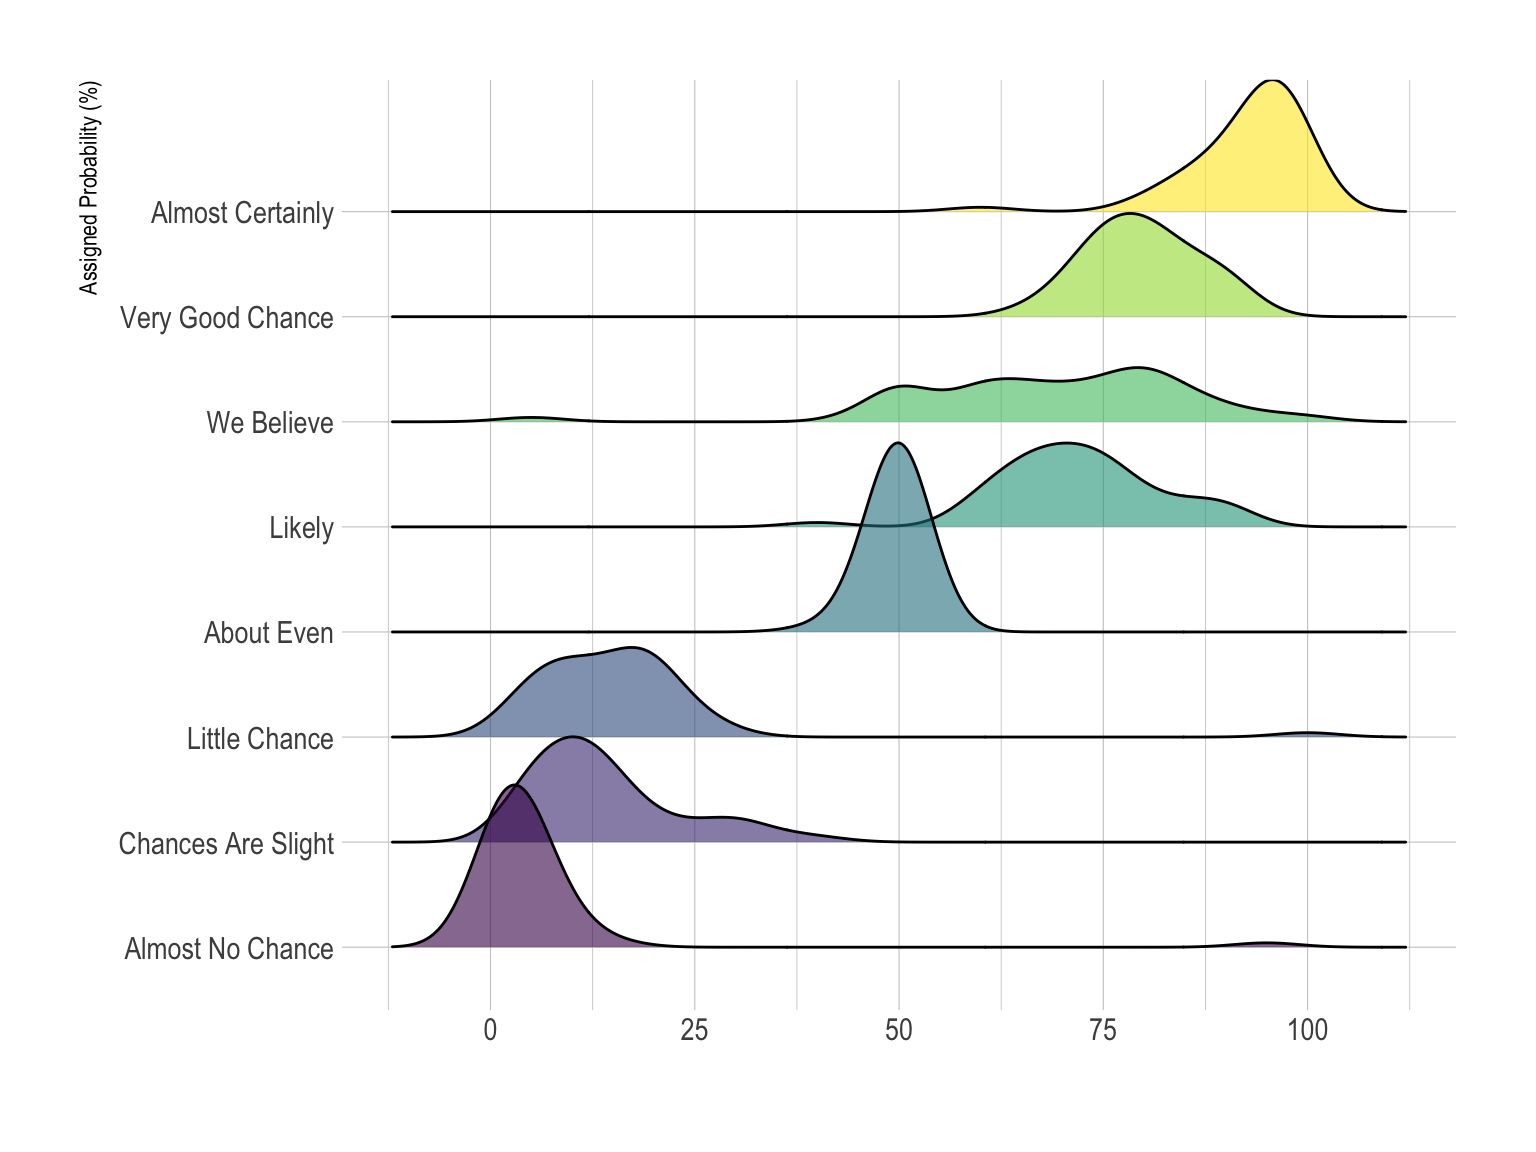 Assigned Probability (%)
Almost Certainly
Very Good Chance
We Believe
Likely
About Even
Little Chance
Chances Are Slight
Almost No Chance
0 25 50 75 100